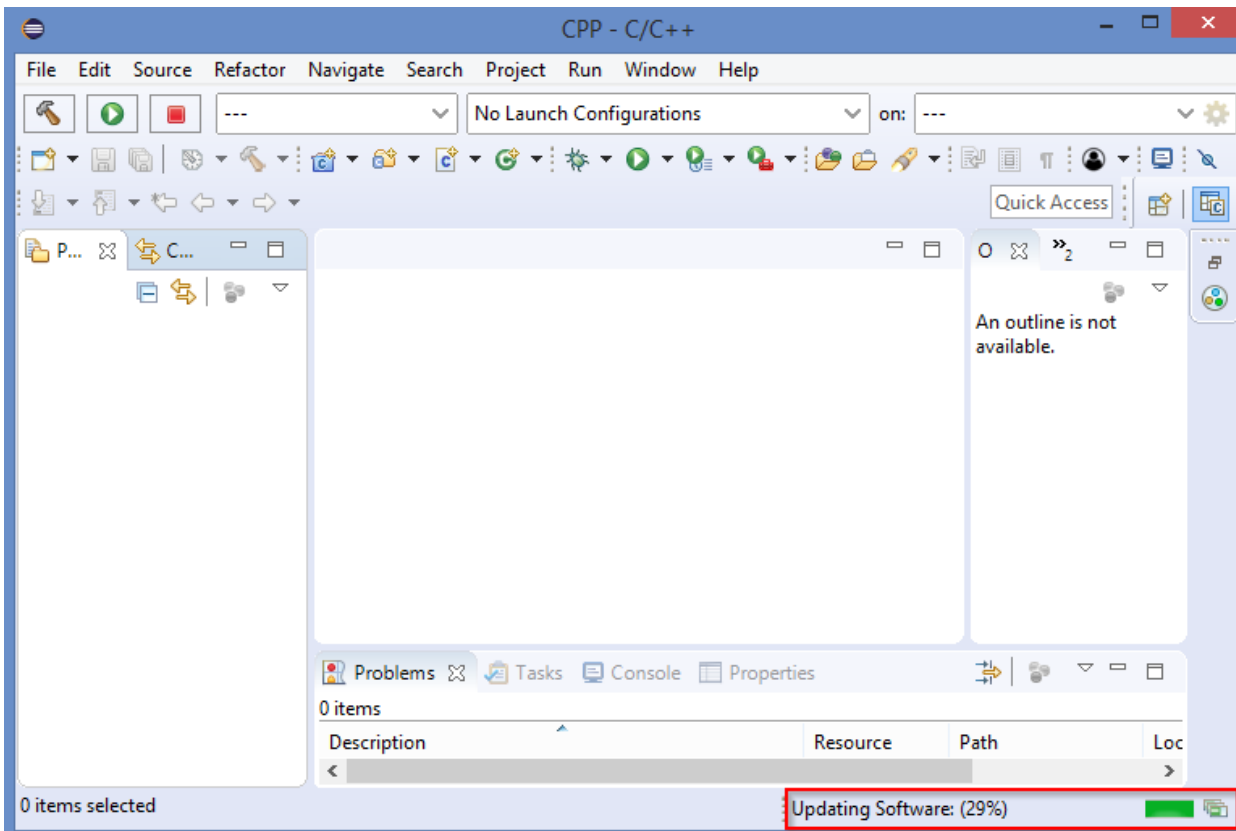 CPP - C/C++
File Edit Source Refactor Navigate Search Project Run Window Help
--- No Launch Configurations on: ---
Quick Access
P... C... O »2
An outline is not
available.
Problems Tasks Console Properties
0 items
Description Resource Path Loc
0 items selected Updating Software: (29%)